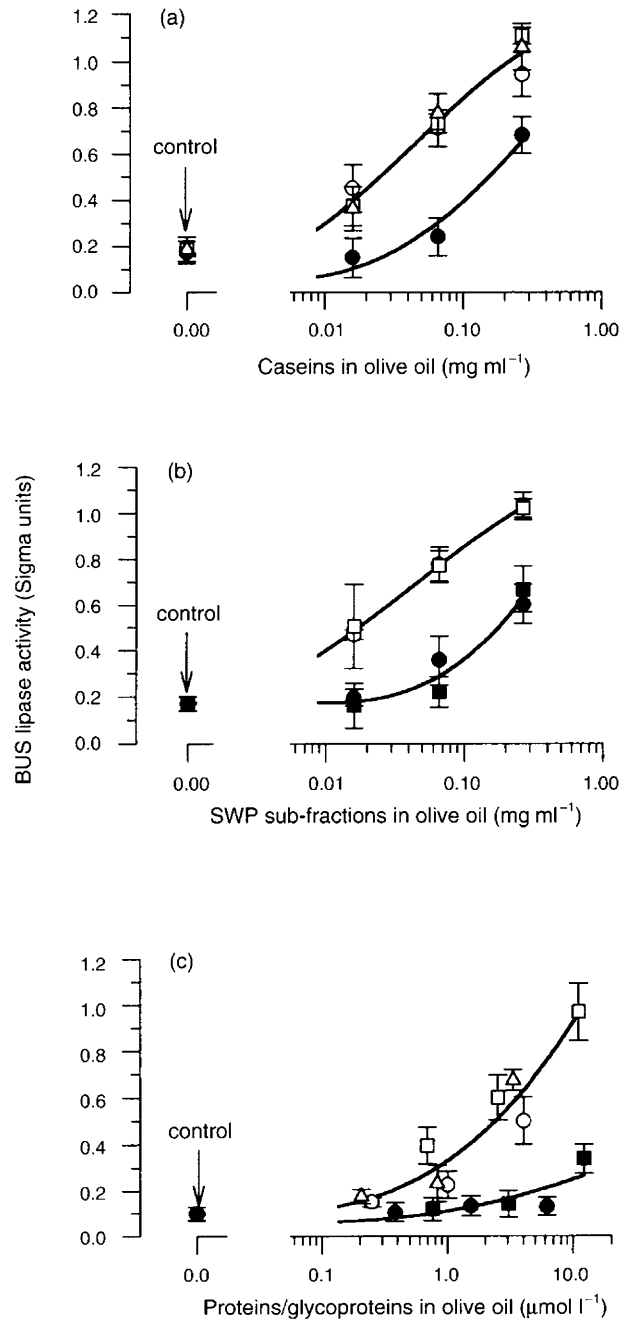 (a)
1.2
1.0
0.8
0.6
0.4
0.2
0.0
control
0.00 0.01 0.10 1.00
Caseins in olive oil (mg ml⁻¹)
BUS lipase activity (Sigma units)
(b)
1.2
1.0
0.8
0.6
0.4
0.2
0.0
control
0.00 0.01 0.10 1.00
SWP sub-fractions in olive oil (mg ml⁻¹)
(c)
1.2
1.0
0.8
0.6
0.4
0.2
0.0
control
0.0 0.1 1.0 10.0
Proteins/glycoproteins in olive oil (μmol l⁻¹)